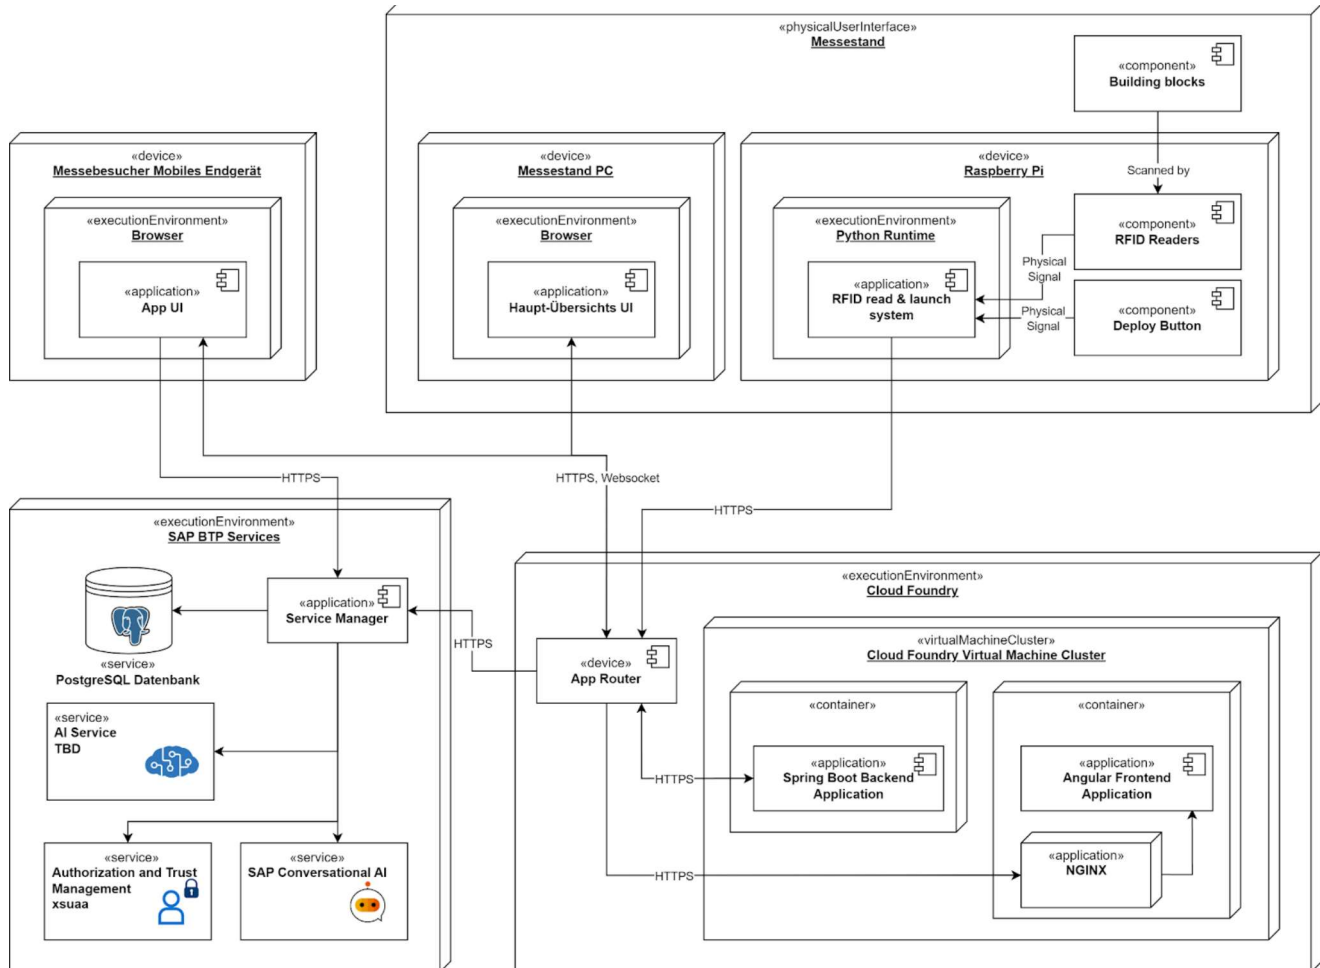 «physicalUserInterface»
Messestand
«component»
Building blocks
«device»
Messebesucher Mobiles Endgerät
«executionEnvironment»
Browser
«application»
App UI
«device»
Messestand PC
«executionEnvironment»
Browser
«application»
Haupt-Übersichts UI
«device»
Raspberry Pi
Scanned by
«executionEnvironment»
Python Runtime
«application»
RFID read & launch
system
«component»
RFID Readers
Physical
Signal
Physical
Signal
«component»
Deploy Button
HTTPS
HTTPS, Websocket
HTTPS
«executionEnvironment»
SAP BTP Services
«application»
Service Manager
«service»
PostgreSQL Datenbank
«service»
AI Service
TBD
«service»
Authorization and Trust
Management
xsuaa
«service»
SAP Conversational AI
HTTPS
«executionEnvironment»
Cloud Foundry
«device»
App Router
«virtualMachineCluster»
Cloud Foundry Virtual Machine Cluster
«container»
«application»
Spring Boot Backend
Application
HTTPS
«container»
«application»
Angular Frontend
Application
«application»
NGINX
HTTPS